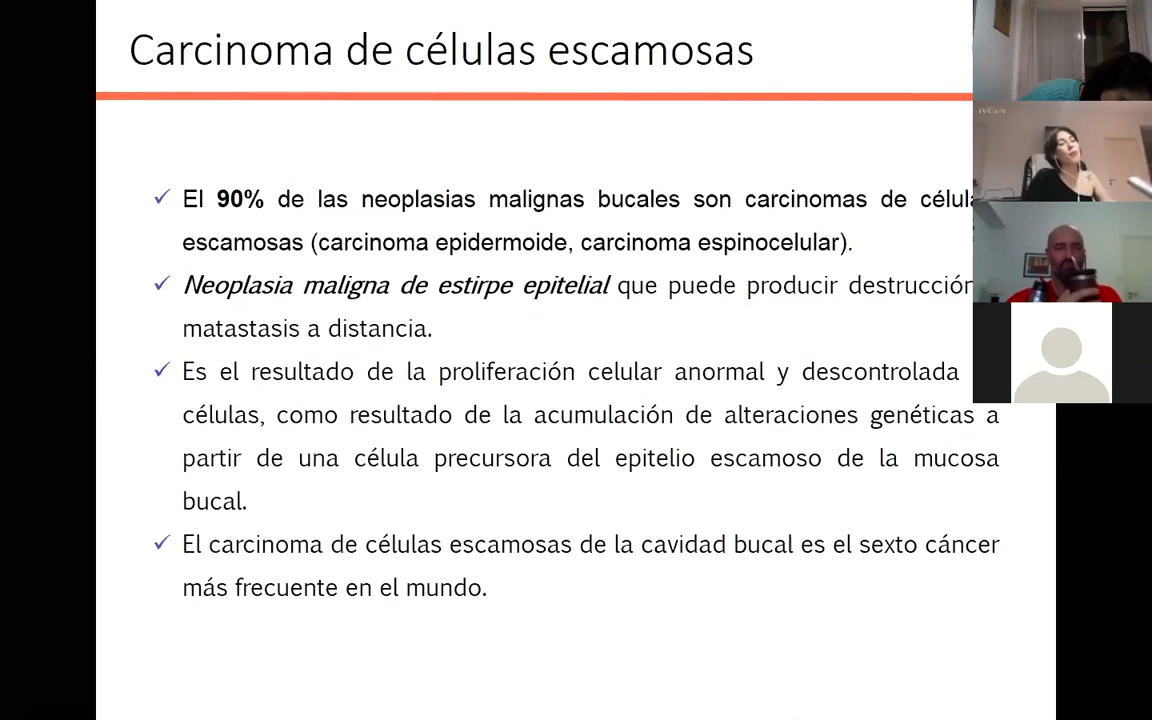 Carcinoma de células escamosas
iVCam
✓ El 90% de las neoplasias malignas bucales son carcinomas de célula
escamosas (carcinoma epidermoide, carcinoma espinocelular).
✓ Neoplasia maligna de estirpe epitelial que puede producir destrucción
matastasis a distancia.
✓ Es el resultado de la proliferación celular anormal y descontrolada
células, como resultado de la acumulación de alteraciones genéticas a
partir de una célula precursora del epitelio escamoso de la mucosa
bucal.
✓ El carcinoma de células escamosas de la cavidad bucal es el sexto cáncer
más frecuente en el mundo.